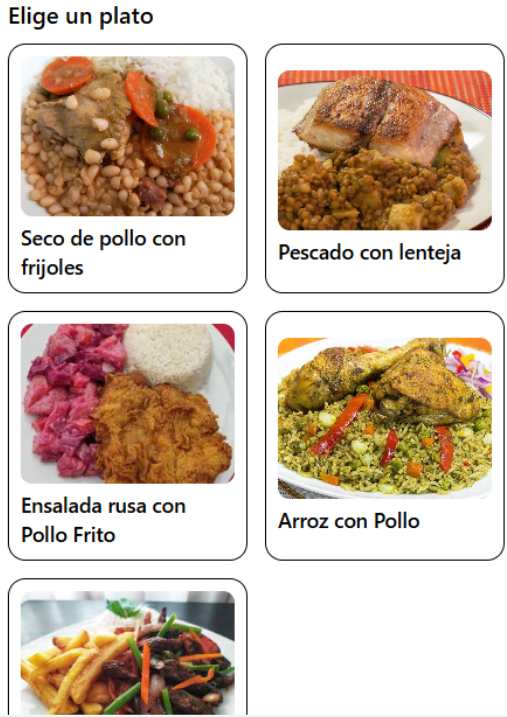 Elige un plato
Seco de pollo con
frijoles
Pescado con lenteja
Ensalada rusa con
Pollo Frito
Arroz con Pollo